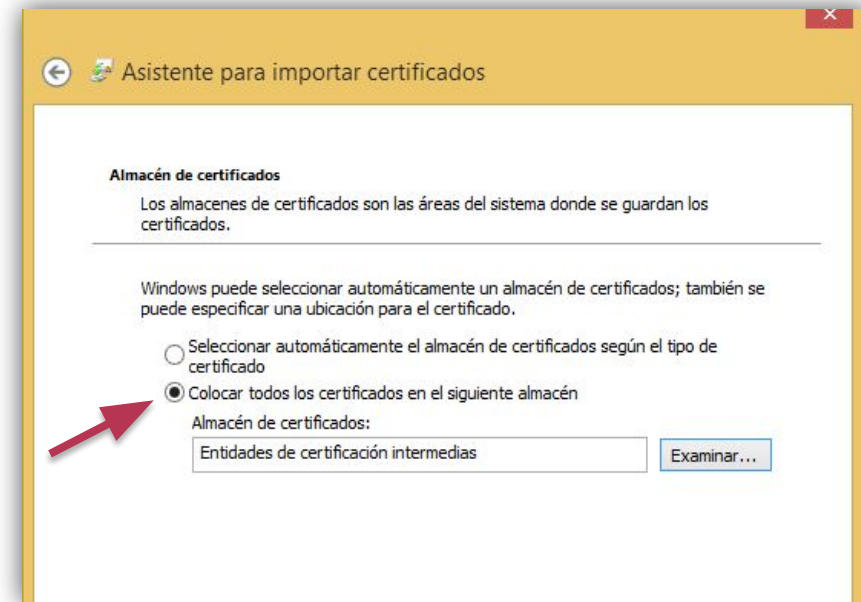 Asistente para importar certificados
Almacén de certificados
Los almacenes de certificados son las áreas del sistema donde se guardan los
certificados.
Windows puede seleccionar automáticamente un almacén de certificados; también se
puede especificar una ubicación para el certificado.
Seleccionar automáticamente el almacén de certificados según el tipo de
certificado
Colocar todos los certificados en el siguiente almacén
Almacén de certificados:
Entidades de certificación intermedias
Examinar...